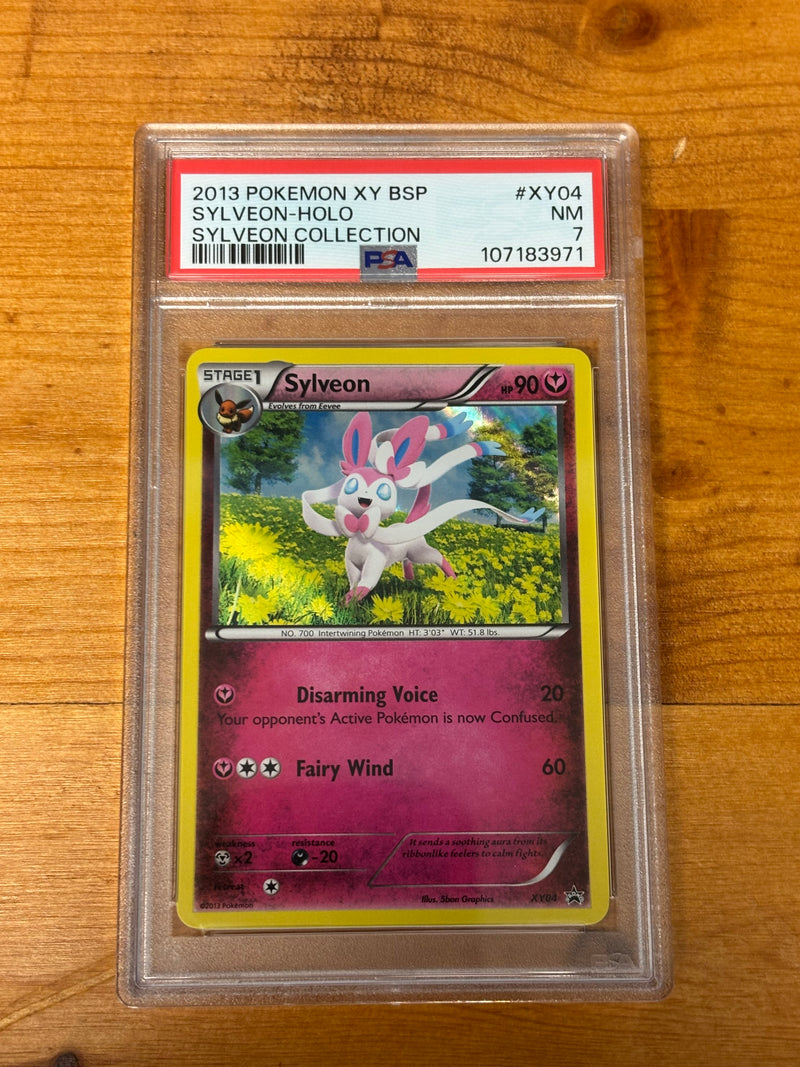 2013 POKEMON XY BSP #XY04
SYLVEON-HOLO NM
SYLVEON COLLECTION 7
PSA 107183971
STAGE1 Sylveon HP90
Evolves from Eevee
NO. 700 Intertwining Pokémon HT: 3'03" WT: 51.8 lbs.
Disarming Voice 20
Your opponent's Active Pokémon is now Confused.
Fairy Wind 60
weakness resistance
×2 -20
It sends a soothing aura from its
ribbonlike feelers to calm fights.
retreat
Illus. 5ban Graphics XY04
©2013 Pokémon
PSA